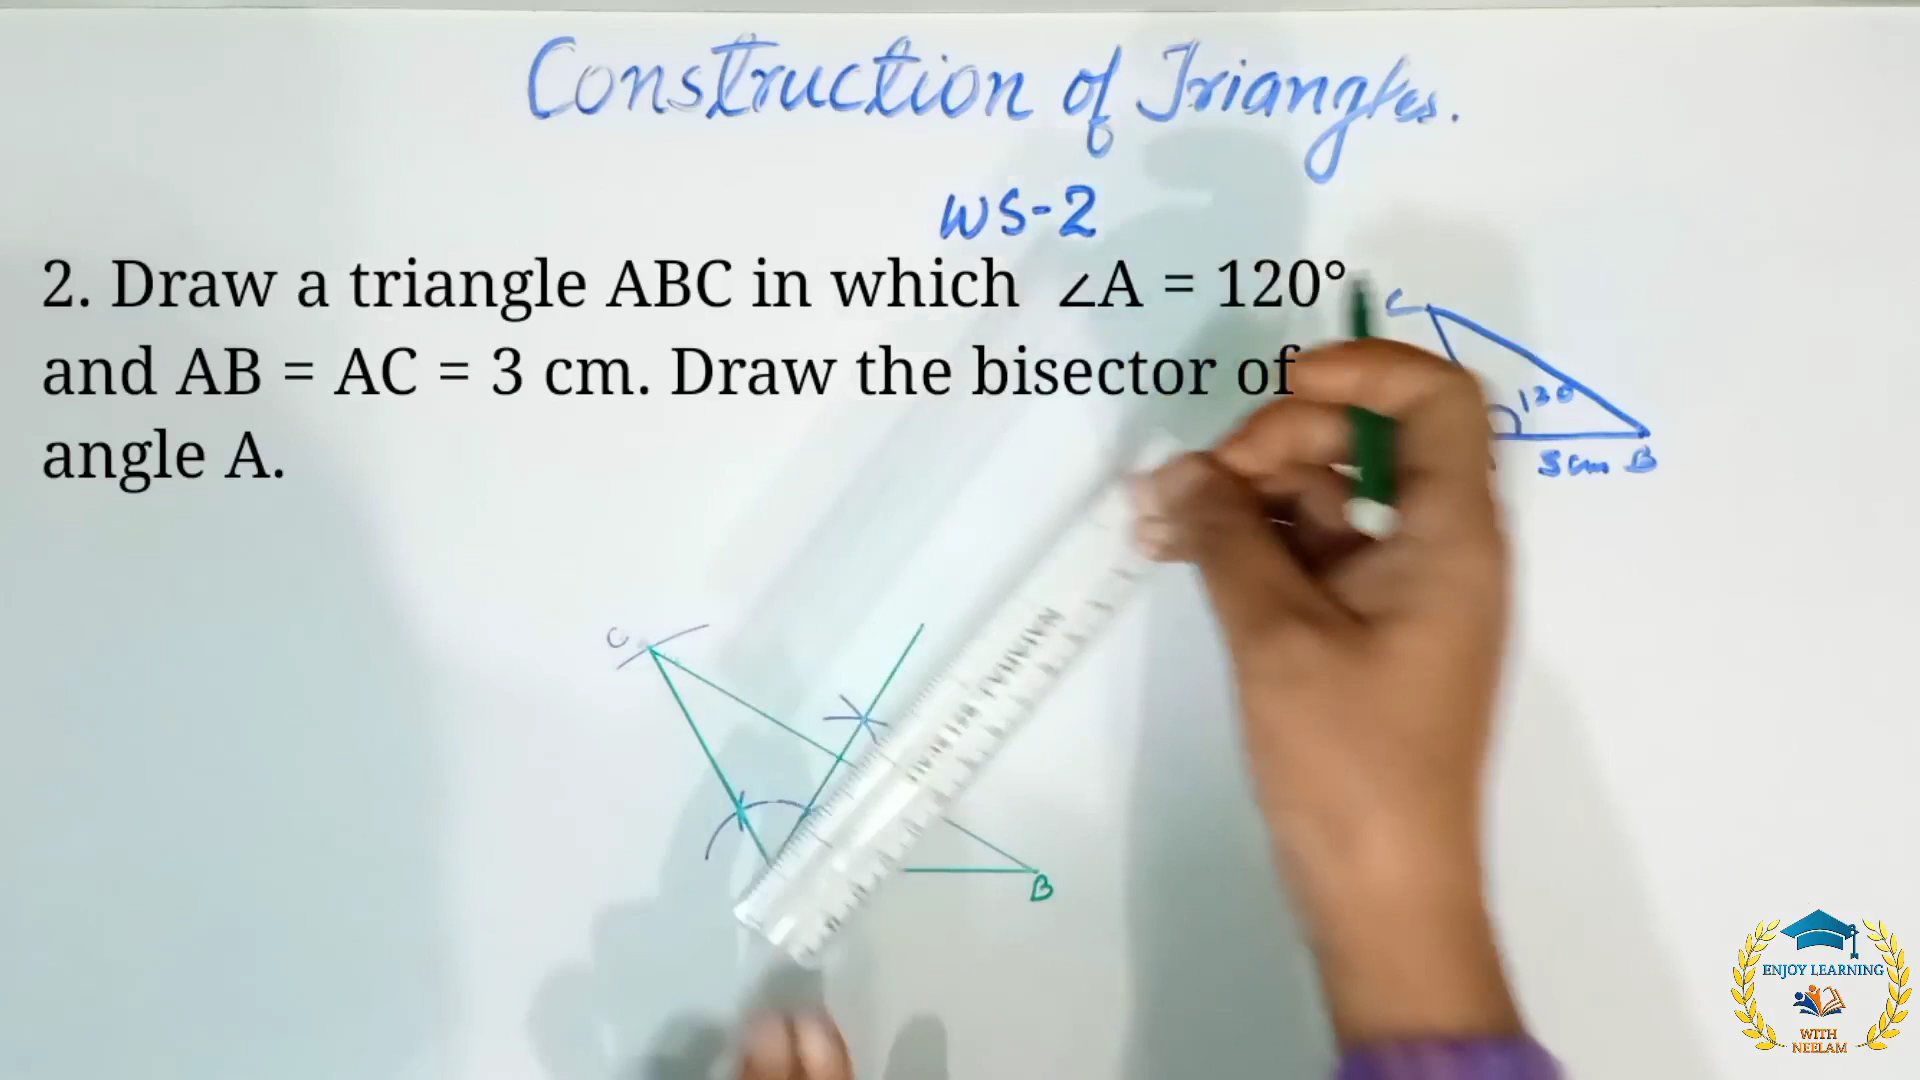 Construction of Triangles.
WS-2
2. Draw a triangle ABC in which ∠A = 120°
and AB = AC = 3 cm. Draw the bisector of
angle A.
C
120
3cm B
C
NATARAJ
B
ENJOY LEARNING
WITH
NEELAM